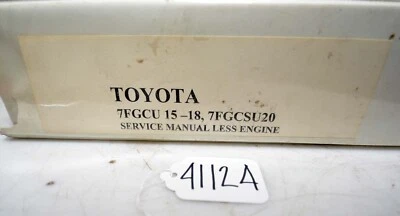 TOYOTA
7FGCU 15-18, 7FGCSU20
SERVICE MANUAL LESS ENGINE
4112A